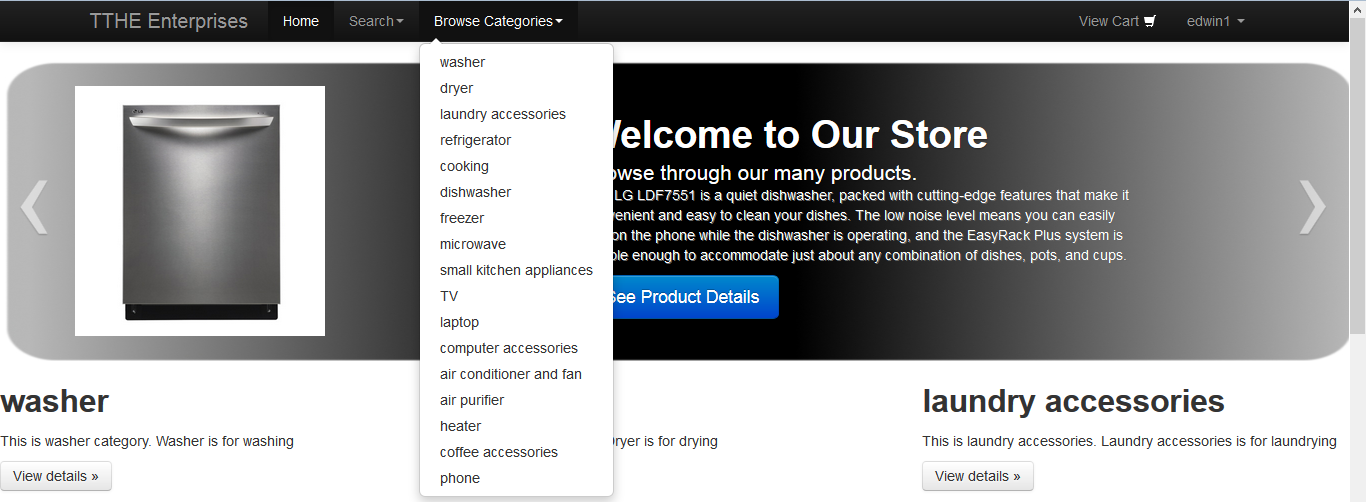 TTHE Enterprises Home Search Browse Categories View Cart edwin1
washer
dryer
laundry accessories
refrigerator
cooking
dishwasher
freezer
microwave
small kitchen appliances
TV
laptop
computer accessories
air conditioner and fan
air purifier
heater
coffee accessories
phone
Welcome to Our Store
through our many products.
LG LDF7551 is a quiet dishwasher, packed with cutting-edge features that make it
and easy to clean your dishes. The low noise level means you can easily
on the phone while the dishwasher is operating, and the EasyRack Plus system is
enough to accommodate just about any combination of dishes, pots, and cups.
See Product Details
washer
This is washer category. Washer is for washing
View details »
Dryer is for drying
laundry accessories
This is laundry accessories. Laundry accessories is for laundrying
View details »